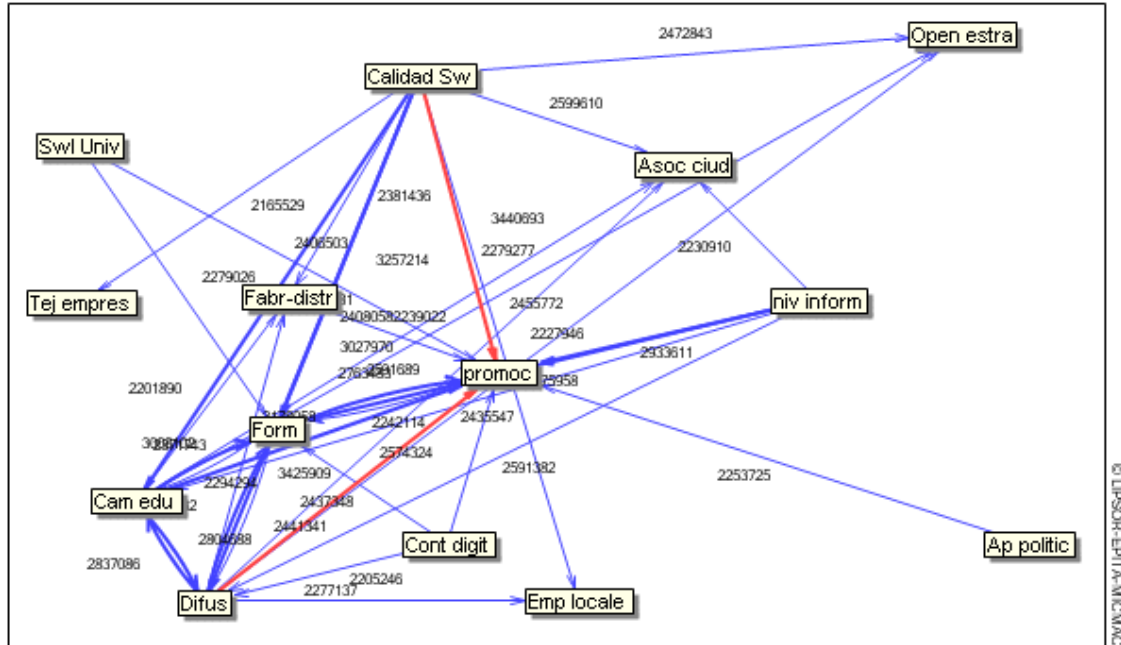 2472843
Open estra
Calidad Sw
2599610
Swl Univ
Asoc ciud
2165529
2381436
3440693
2406503
2279277
2230910
3257214
2279026
Tej empres
Fabr-distr
2455772
niv inform
2239022
2227946
3027970
2933611
promoc
2201890
2435547
Form
2242114
2574324
2591382
2253725
3425909
2294294
Cam edu
2437348
2441341
2804688
Cont digit
Ap politic
2837086
2205246
2277137
Difus
Emp locale